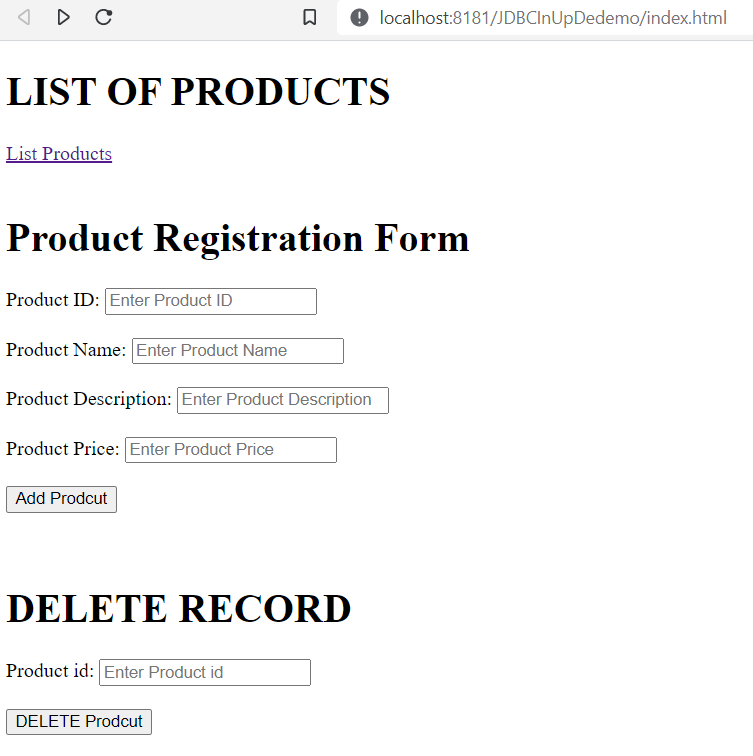 localhost:8181/JDBCInUpDedemo/index.html
LIST OF PRODUCTS
List Products
Product Registration Form
Product ID: Enter Product ID
Product Name: Enter Product Name
Product Description: Enter Product Description
Product Price: Enter Product Price
Add Prodcut
DELETE RECORD
Product id: Enter Product id
DELETE Prodcut